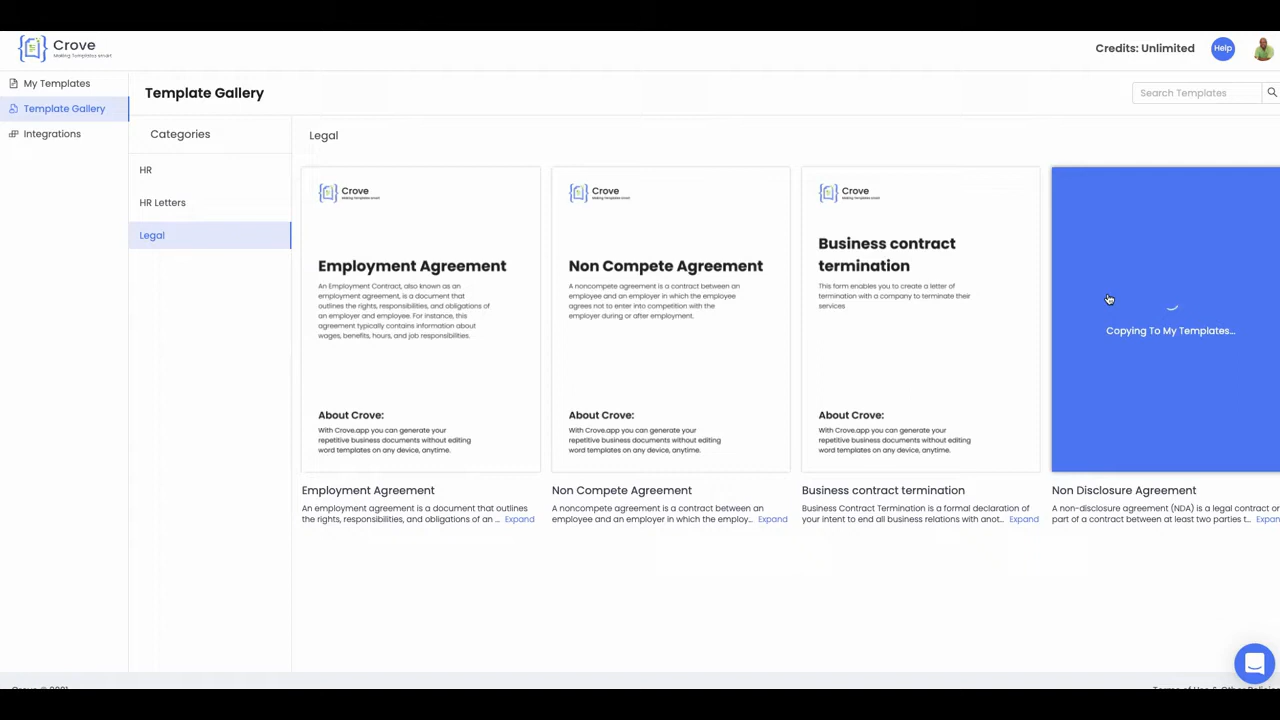 Crove
Making Templates smart
Credits: Unlimited
Help
My Templates
Template Gallery
Integrations
Template Gallery
Search Templates
Categories
HR
HR Letters
Legal
Legal
Crove
Making Templates smart
Employment Agreement
An Employment Contract, also known as an
employment agreement, is a document that
outlines the rights, responsibilities, and obligations of
an employer and employee. For instance, this
agreement typically contains information about
wages, benefits, hours, and job responsibilities.
About Crove:
With Crove.app you can generate your
repetitive business documents without editing
word templates on any device, anytime.
Employment Agreement
An employment agreement is a document that outlines
the rights, responsibilities, and obligations of an ... Expand
Crove
Making Templates smart
Non Compete Agreement
A noncompete agreement is a contract between an
employee and an employer in which the employee
agrees not to enter into competition with the
employer during or after employment.
About Crove:
With Crove.app you can generate your
repetitive business documents without editing
word templates on any device, anytime.
Non Compete Agreement
A noncompete agreement is a contract between an
employee and an employer in which the employ... Expand
Crove
Making Templates smart
Business contract
termination
This form enables you to create a letter of
termination with a company to terminate their
services
About Crove:
With Crove.app you can generate your
repetitive business documents without editing
word templates on any device, anytime.
Business contract termination
Business Contract Termination is a formal declaration of
your intent to end all business relations with anot... Expand
Copying To My Templates...
Non Disclosure Agreement
A non-disclosure agreement (NDA) is a legal contract or
part of a contract between at least two parties t... Expan